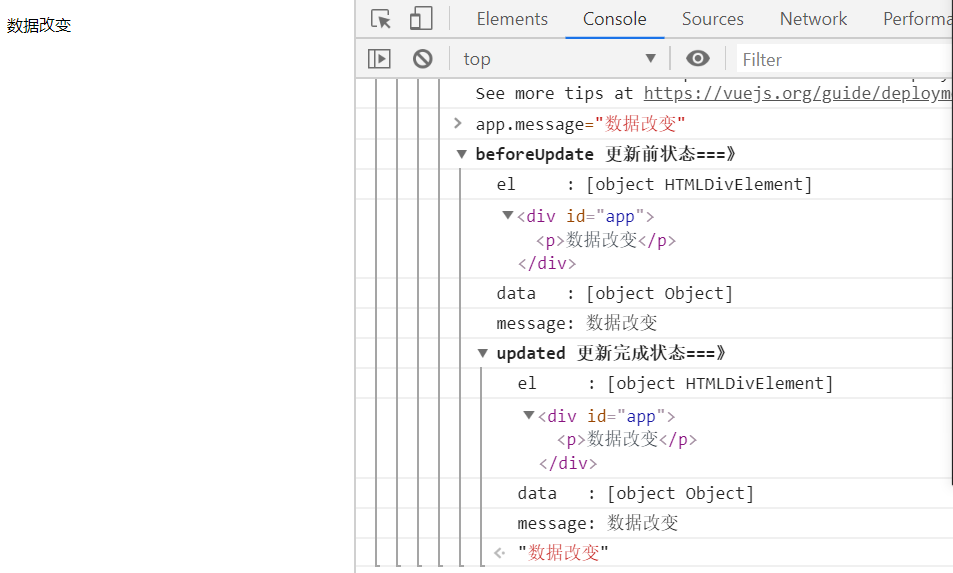 数据改变
Elements Console Sources Network Performa
top Filter
See more tips at https://vuejs.org/guide/deploym
app.message="数据改变"
beforeUpdate 更新前状态===》
el : [object HTMLDivElement]
<div id="app">
<p>数据改变</p>
</div>
data : [object Object]
message: 数据改变
updated 更新完成状态===》
el : [object HTMLDivElement]
<div id="app">
<p>数据改变</p>
</div>
data : [object Object]
message: 数据改变
"数据改变"